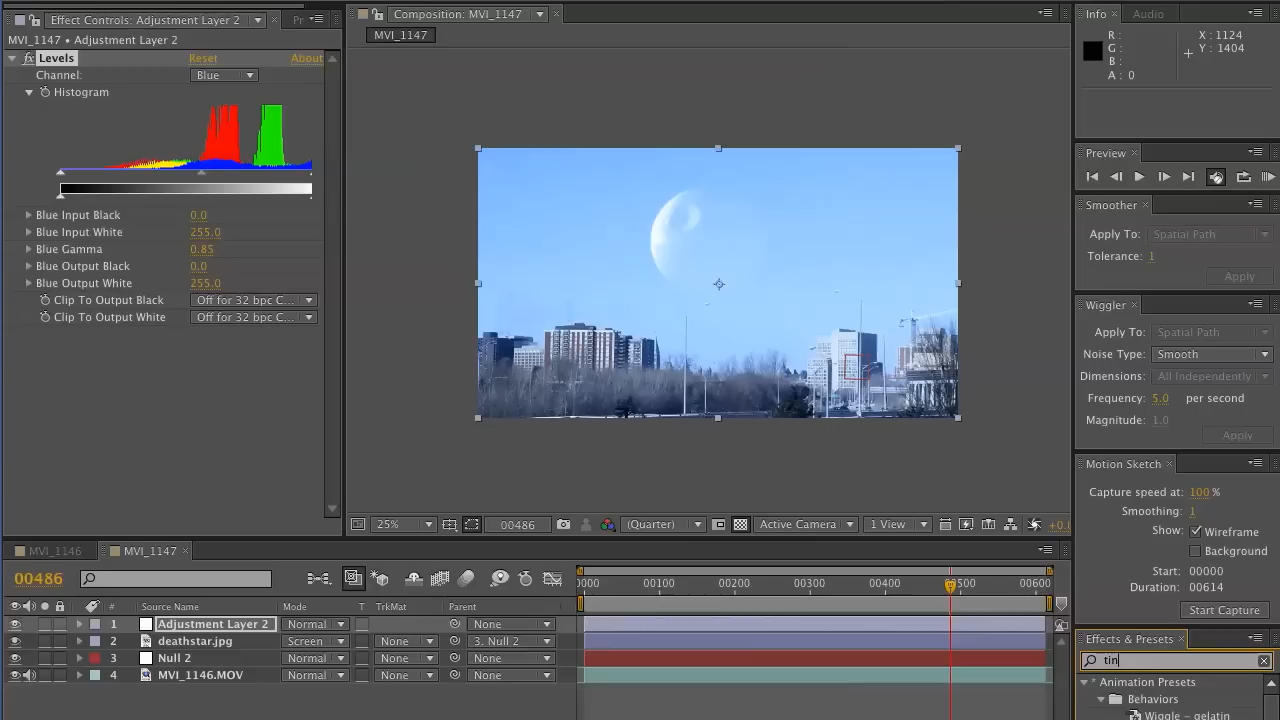 Effect Controls: Adjustment Layer 2 Pr
Composition: MVI_1147
Info Audio
MVI_1147 • Adjustment Layer 2
MVI_1147
R : X : 1124
G : Y : 1404
B :
A : 0
fx Levels Reset About
Channel: Blue
Histogram
Blue Input Black 0.0
Blue Input White 255.0
Blue Gamma 0.85
Blue Output Black 0.0
Blue Output White 255.0
Clip To Output Black Off for 32 bpc C...
Clip To Output White Off for 32 bpc C...
Preview
Smoother
Apply To: Spatial Path
Tolerance: 1
Apply
Wiggler
Apply To: Spatial Path
Noise Type: Smooth
Dimensions: All Independently
Frequency: 5.0 per second
Magnitude: 1.0
Apply
Motion Sketch
Capture speed at: 100 %
Smoothing: 1
Show: Wireframe
Background
Start: 00000
Duration: 00614
Start Capture
25% 00486 (Quarter) Active Camera 1 View +0.0
MVI_1146 MVI_1147
00486
0000 00100 00200 00300 00400 00500 00600
# Source Name Mode T TrkMat Parent
1 Adjustment Layer 2 Normal None
2 deathstar.jpg Screen None 3. Null 2
3 Null 2 Normal None None
4 MVI_1146.MOV Normal None None
Effects & Presets
tin
* Animation Presets
Behaviors
Wiggle – gelatin